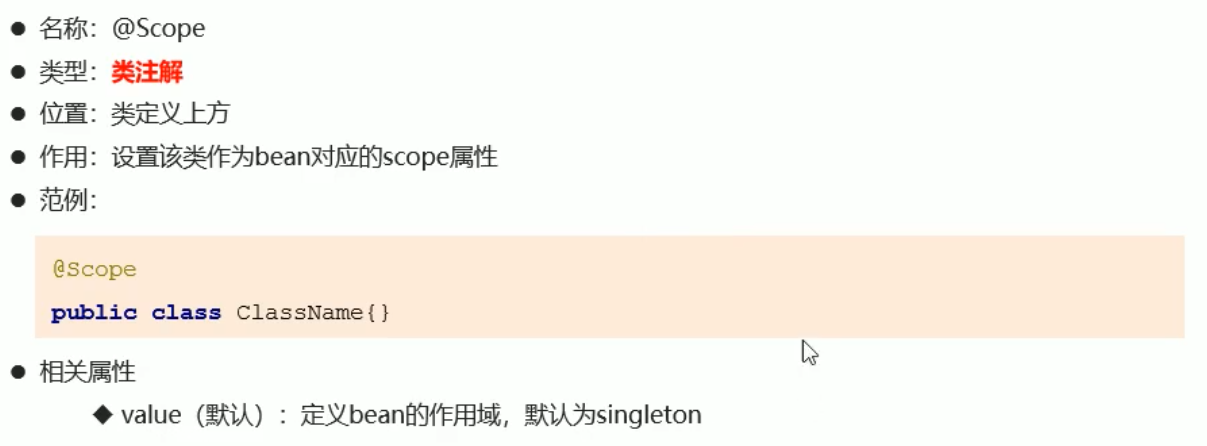 ● 名称：@Scope
● 类型：类注解
● 位置：类定义上方
● 作用：设置该类作为bean对应的scope属性
● 范例：
@Scope
public class ClassName{}
● 相关属性
◆ value（默认）：定义bean的作用域，默认为singleton